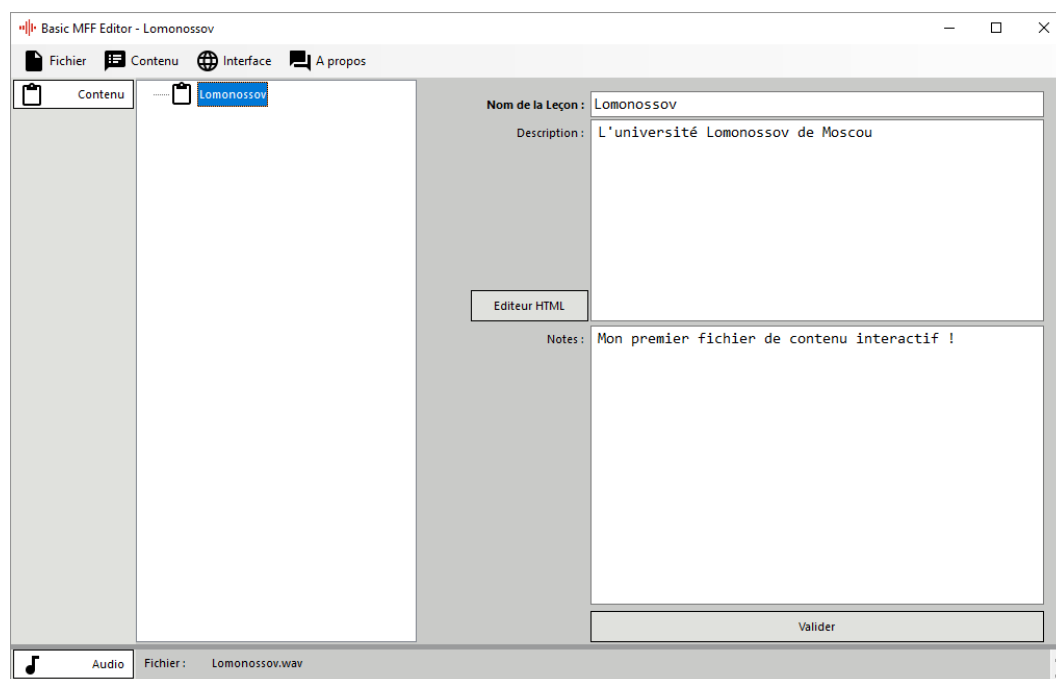 Basic MFF Editor - Lomonossov
Fichier Contenu Interface A propos
Contenu
Lomonossov
Nom de la Leçon : Lomonossov
Description : L'université Lomonossov de Moscou
Editeur HTML
Notes : Mon premier fichier de contenu interactif !
Valider
Audio Fichier : Lomonossov.wav